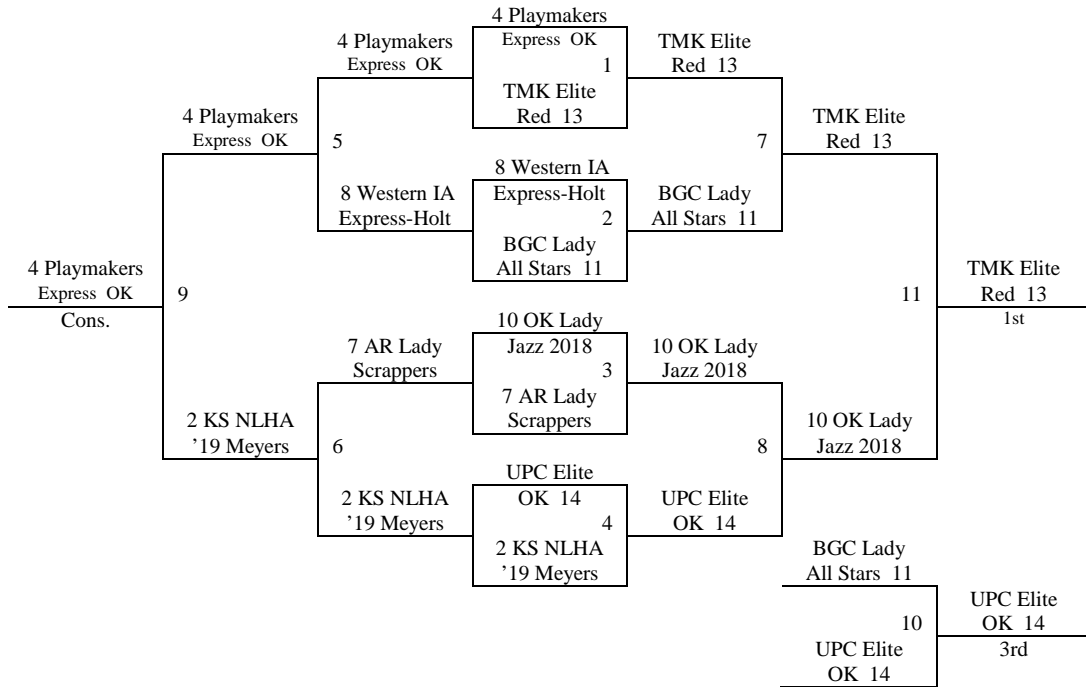 4 Playmakers
Express OK
4 Playmakers
Express OK
TMK Elite
Red 13
1
TMK Elite
Red 13
4 Playmakers
Express OK
TMK Elite
Red 13
5
7
8 Western IA
Express-Holt
8 Western IA
Express-Holt
BGC Lady
All Stars 11
2
BGC Lady
All Stars 11
4 Playmakers
Express OK
Cons.
9
11
TMK Elite
Red 13
1st
10 OK Lady
Jazz 2018
7 AR Lady
Scrappers
10 OK Lady
Jazz 2018
3
7 AR Lady
Scrappers
2 KS NLHA
’19 Meyers
10 OK Lady
Jazz 2018
6
8
UPC Elite
OK 14
2 KS NLHA
’19 Meyers
UPC Elite
OK 14
4
2 KS NLHA
’19 Meyers
BGC Lady
All Stars 11
10
UPC Elite
OK 14
3rd
UPC Elite
OK 14